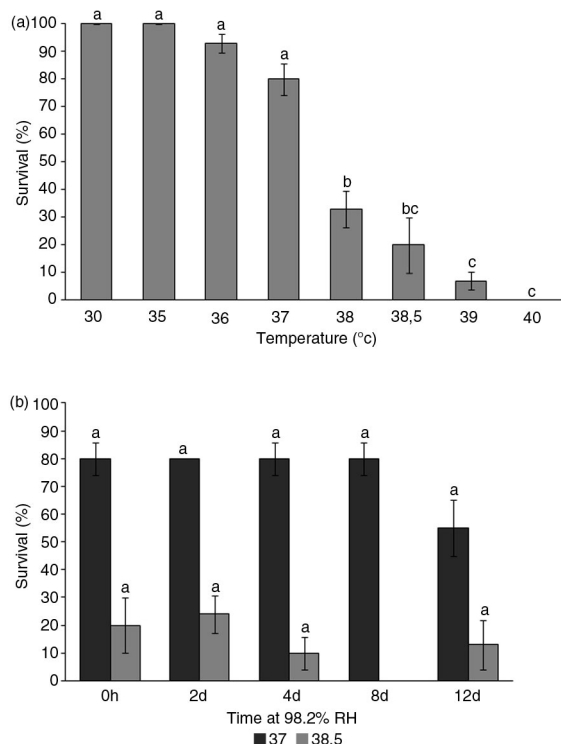 (a)
100
90
80
70
60
50
40
30
20
10
0
Survival (%)
a a a a b bc c c
30 35 36 37 38 38,5 39 40
Temperature (°c)
(b)
100
90
80
70
60
50
40
30
20
10
0
Survival (%)
a a a a a
a a a a
0h 2d 4d 8d 12d
Time at 98.2% RH
37 38.5